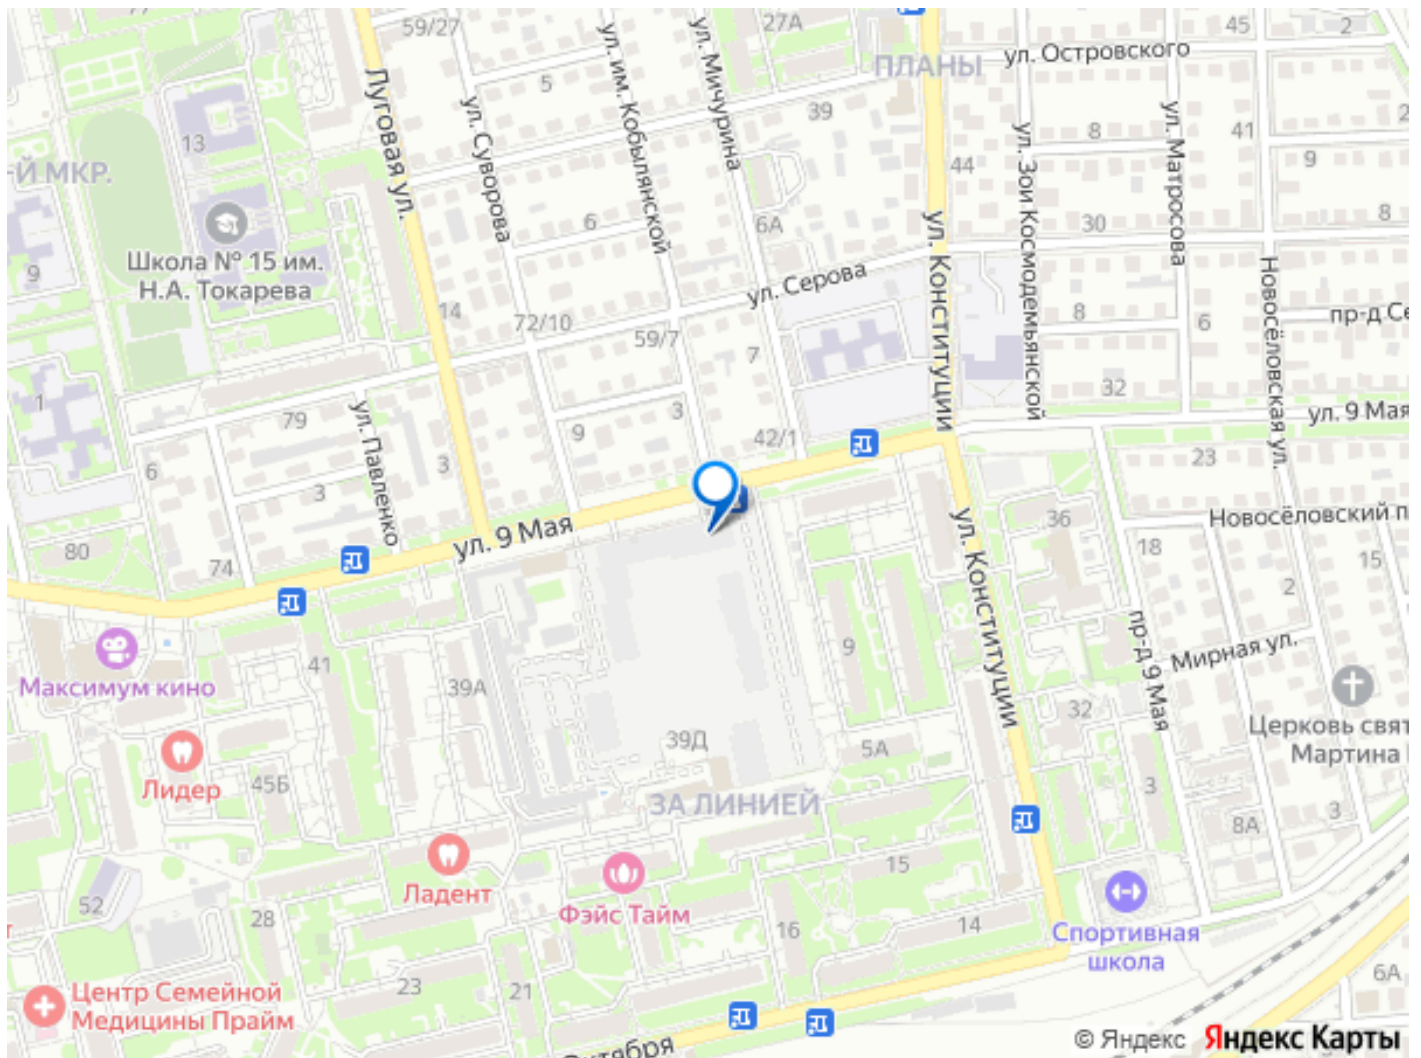 59/27
27А
45
2
ул. Островского
ПЛАНЫ
Луговая ул.
ул. Суворова
5
ул. им. Кобылянской
ул. Мичурина
39
8
41
2
13
-Й МКР.
44
ул. Зои Космодемьянской
ул. Матросова
9
6
6А
ул. Конституции
30
8
Школа № 15 им.
Н.А. Токарева
9
ул. Серова
Новосёловская ул.
14
72/10
59/7
7
8
6
пр-д Се
1
79
ул. Павленко
3
32
ул. 9 Мая
9
42/1
6
3
3
23
ул. 9 Мая
ул. Конституции
36
Новосёловский п
80
74
18
15
2
пр-д 9 Мая
Мирная ул.
Максимум кино
41
39А
9
32
Церковь свят
Мартина
39Д
5А
Лидер
45Б
ЗА ЛИНИЕЙ
3
8А
3
Ладент
15
52
28
Фэйс Тайм
16
14
Спортивная
школа
т
23
21
6А
Центр Семейной
Медицины Прайм
Октября
© Яндекс Яндекс Карты